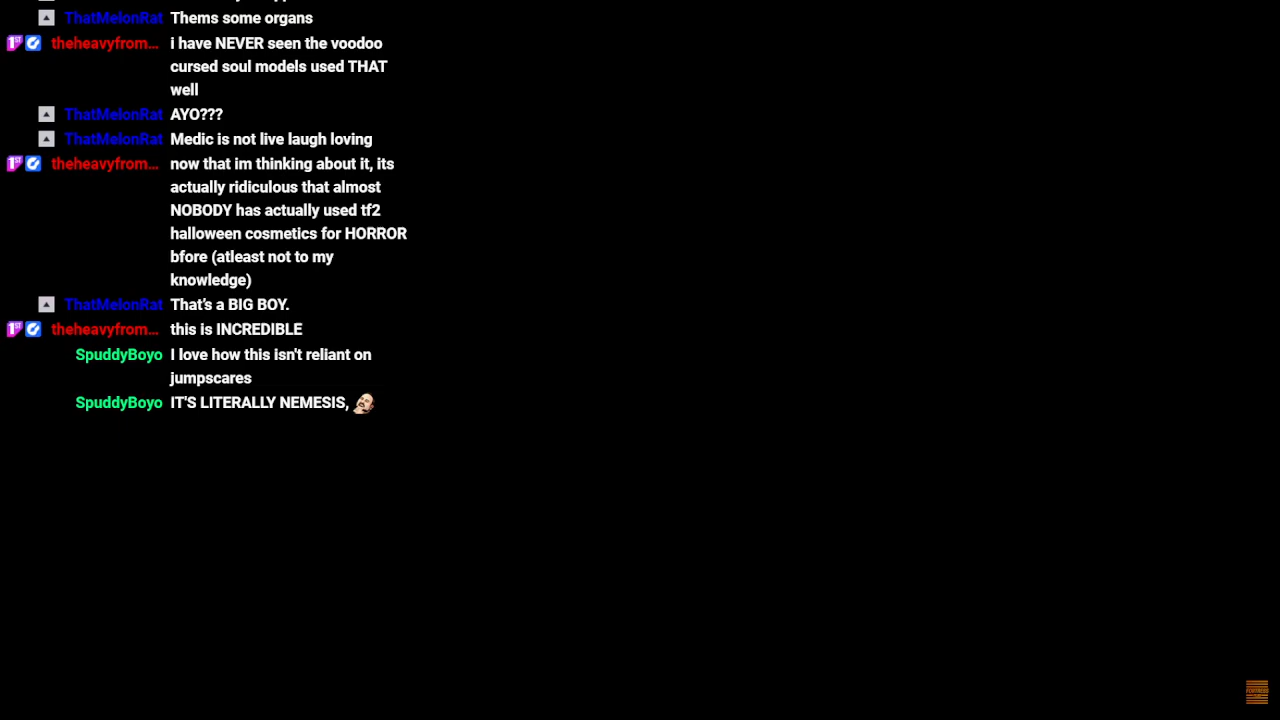 ThatMelonRat Thems some organs
theheavyfrom... i have NEVER seen the voodoo
cursed soul models used THAT
well
ThatMelonRat AYO???
ThatMelonRat Medic is not live laugh loving
theheavyfrom... now that im thinking about it, its
actually ridiculous that almost
NOBODY has actually used tf2
halloween cosmetics for HORROR
bfore (atleast not to my
knowledge)
ThatMelonRat That's a BIG BOY.
theheavyfrom... this is INCREDIBLE
SpuddyBoyo I love how this isn't reliant on
jumpscares
SpuddyBoyo IT'S LITERALLY NEMESIS,